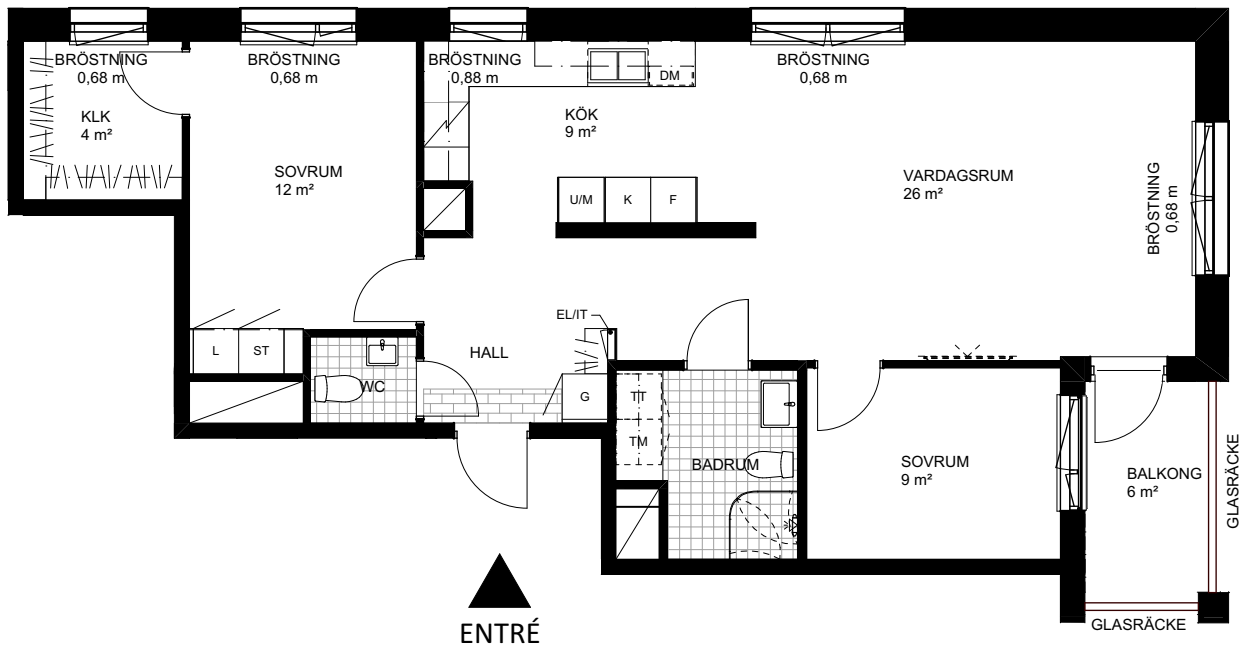 BRÖSTNING
0,68 m
BRÖSTNING
0,68 m
BRÖSTNING
0,88 m
BRÖSTNING
0,68 m
DM
KLK
4 m²
KÖK
9 m²
SOVRUM
12 m²
VARDAGSRUM
26 m²
BRÖSTNING
0,68 m
U/M
K
F
EL/IT
L
ST
HALL
WC
G
TT
TM
BADRUM
SOVRUM
9 m²
BALKONG
6 m²
GLASRÄCKE
GLASRÄCKE
ENTRÉ